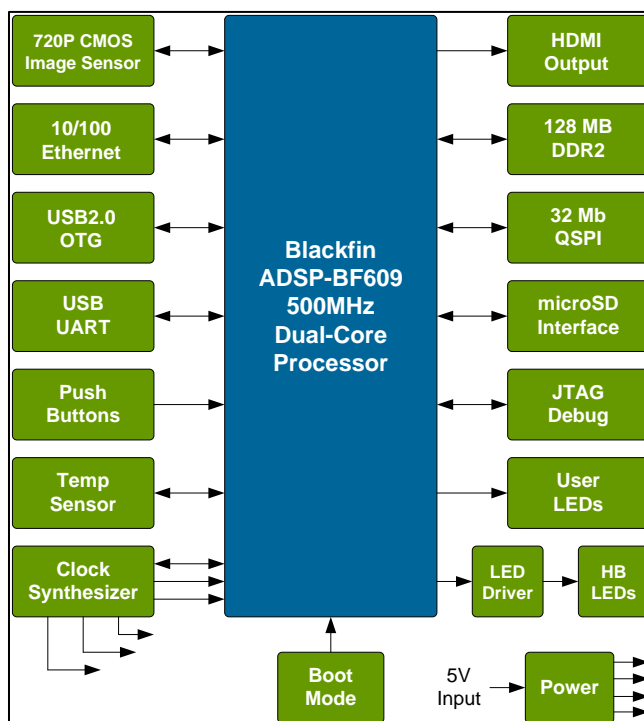 720P CMOS
Image Sensor
10/100
Ethernet
USB2.0
OTG
USB
UART
Push
Buttons
Temp
Sensor
Clock
Synthesizer
Blackfin
ADSP-BF609
500MHz
Dual-Core
Processor
Boot
Mode
HDMI
Output
128 MB
DDR2
32 Mb
QSPI
microSD
Interface
JTAG
Debug
User
LEDs
LED
Driver
HB
LEDs
5V
Input
Power